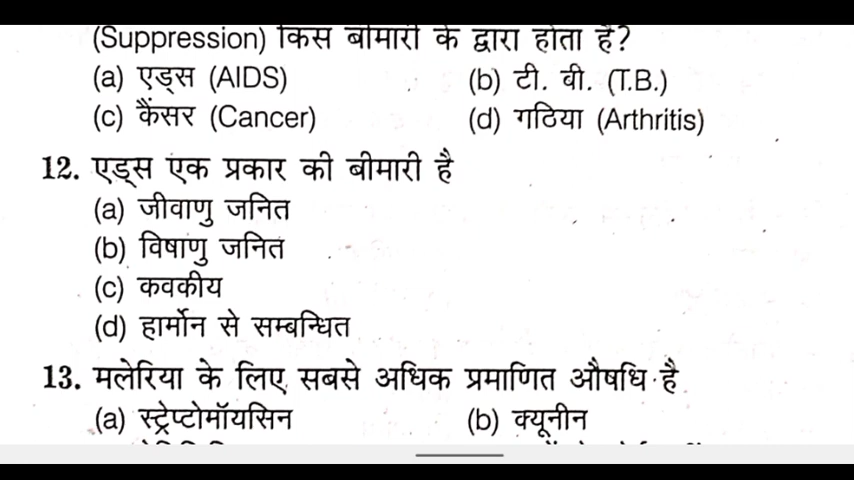 (Suppression) किस बीमारी के द्वारा होता है?
(a) एड्स (AIDS) (b) टी. बी. (T.B.)
(c) कैंसर (Cancer) (d) गठिया (Arthritis)
12. एड्स एक प्रकार की बीमारी है
(a) जीवाणु जनित
(b) विषाणु जनित
(c) कवकीय
(d) हार्मोन से सम्बन्धित
13. मलेरिया के लिए सबसे अधिक प्रमाणित औषधि है
(a) स्ट्रेप्टोमॉयसिन (b) क्यूनीन